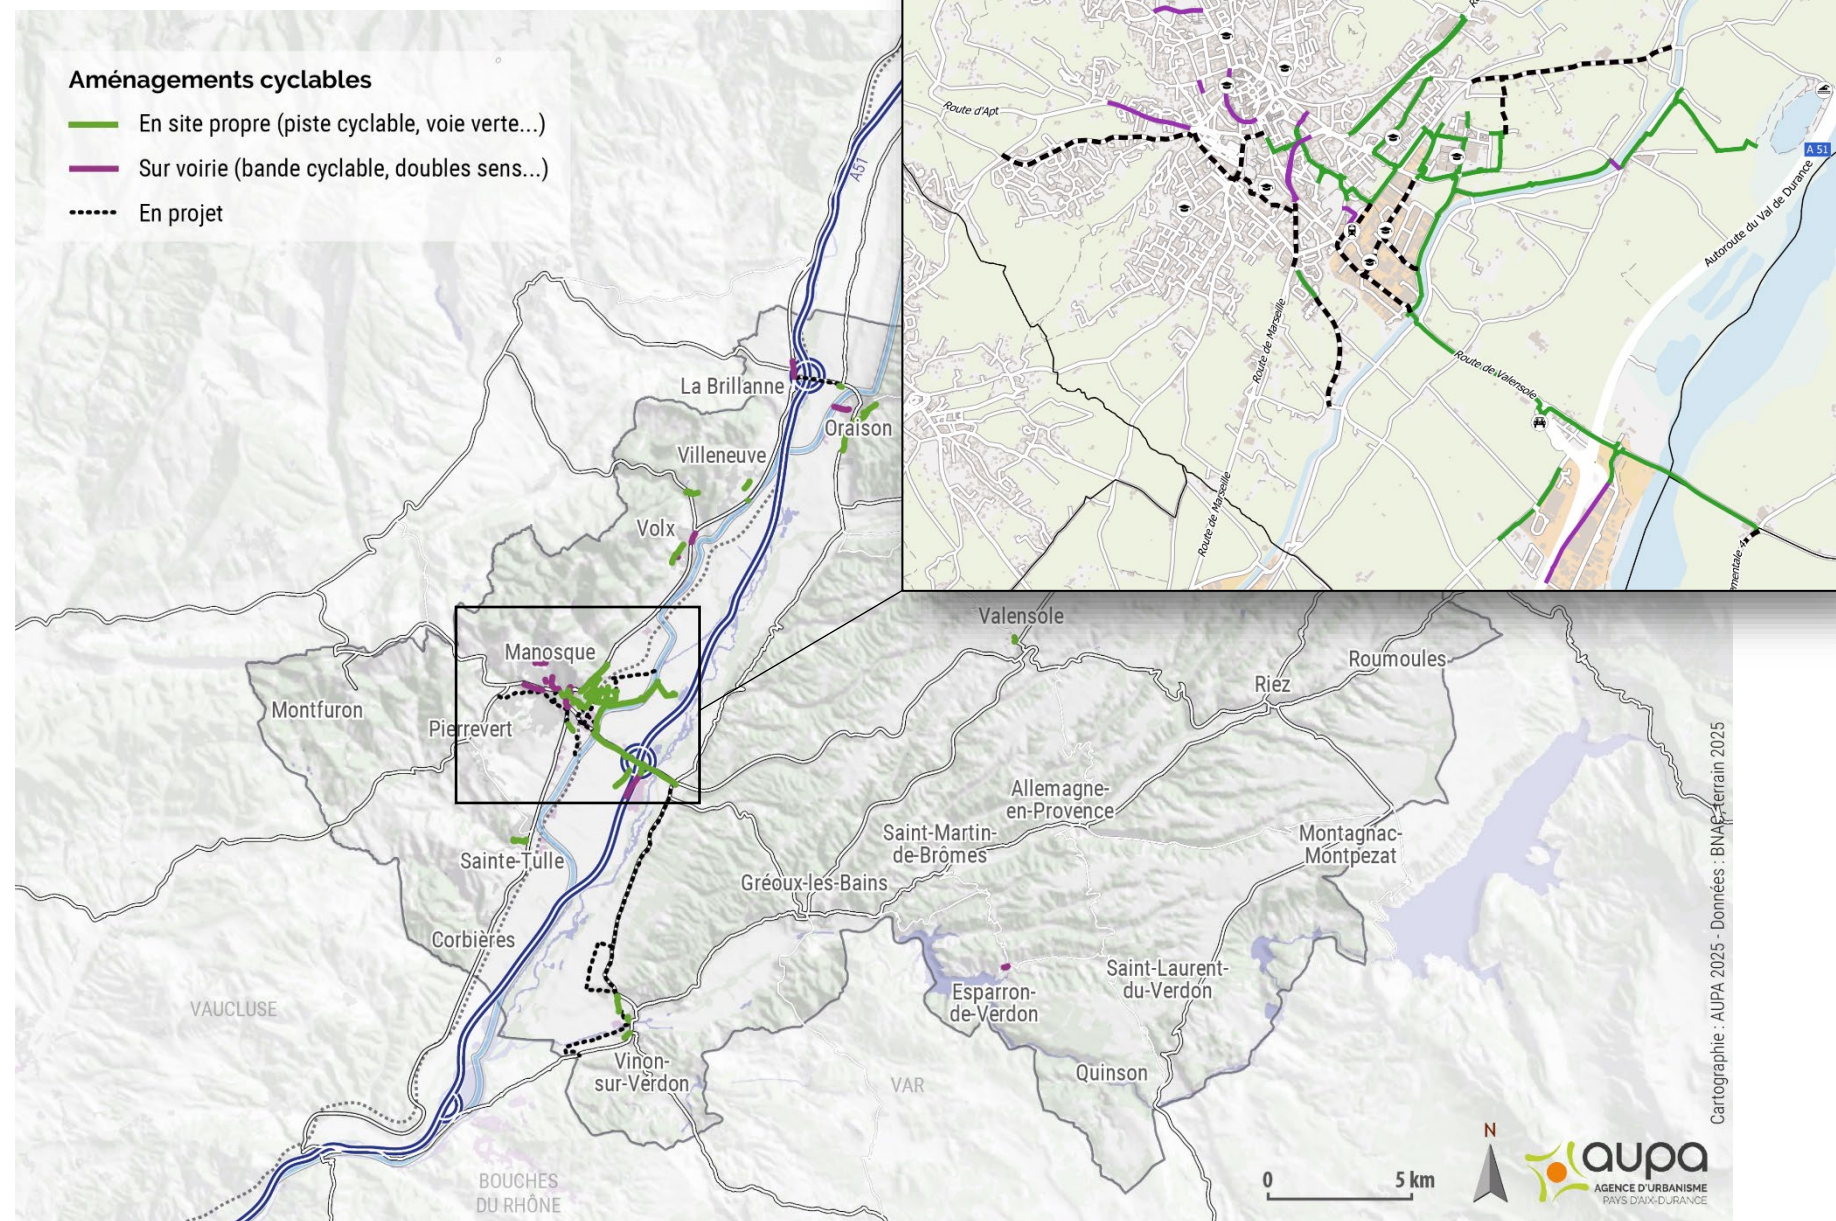 Aménagements cyclables
En site propre (piste cyclable, voie verte...)
Sur voirie (bande cyclable, doubles sens...)
En projet
A51
Route d'Apt
A 51
Autoroute du Val de Durance
Route de Marseille
Route de Valensole
Route de Marseille
mentale 4
La Brillanne
Oraison
Villeneuve
Volx
Manosque
Montfuron
Pierrevert
Sainte-Tulle
Corbières
Valensole
Roumoules
Riez
Allemagne-
en-Provence
Saint-Martin-
de-Brômes
Montagnac-
Montpezat
Gréoux-les-Bains
Saint-Laurent-
du-Verdon
Esparron-
de-Verdon
Quinson
Vinon-
sur-Verdon
VAUCLUSE
VAR
BOUCHES
DU RHÔNE
0 5 km
N
aupa
AGENCE D'URBANISME
PAYS D'AIX-DURANCE
Cartographie : AUPA 2025 - Données : BNAC, terrain 2025